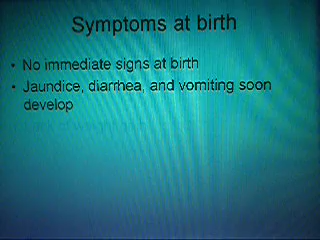 Symptoms at birth
• No immediate signs at birth
• Jaundice, diarrhea, and vomiting soon
develop